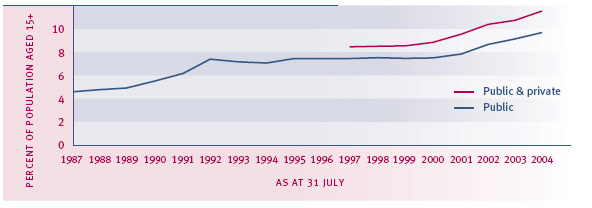 PERCENT OF POPULATION AGED 15+
10
8
6
4
2
0
Public & private
Public
1987 1988 1989 1990 1991 1992 1993 1994 1995 1996 1997 1998 1999 2000 2001 2002 2003 2004
AS AT 31 JULY